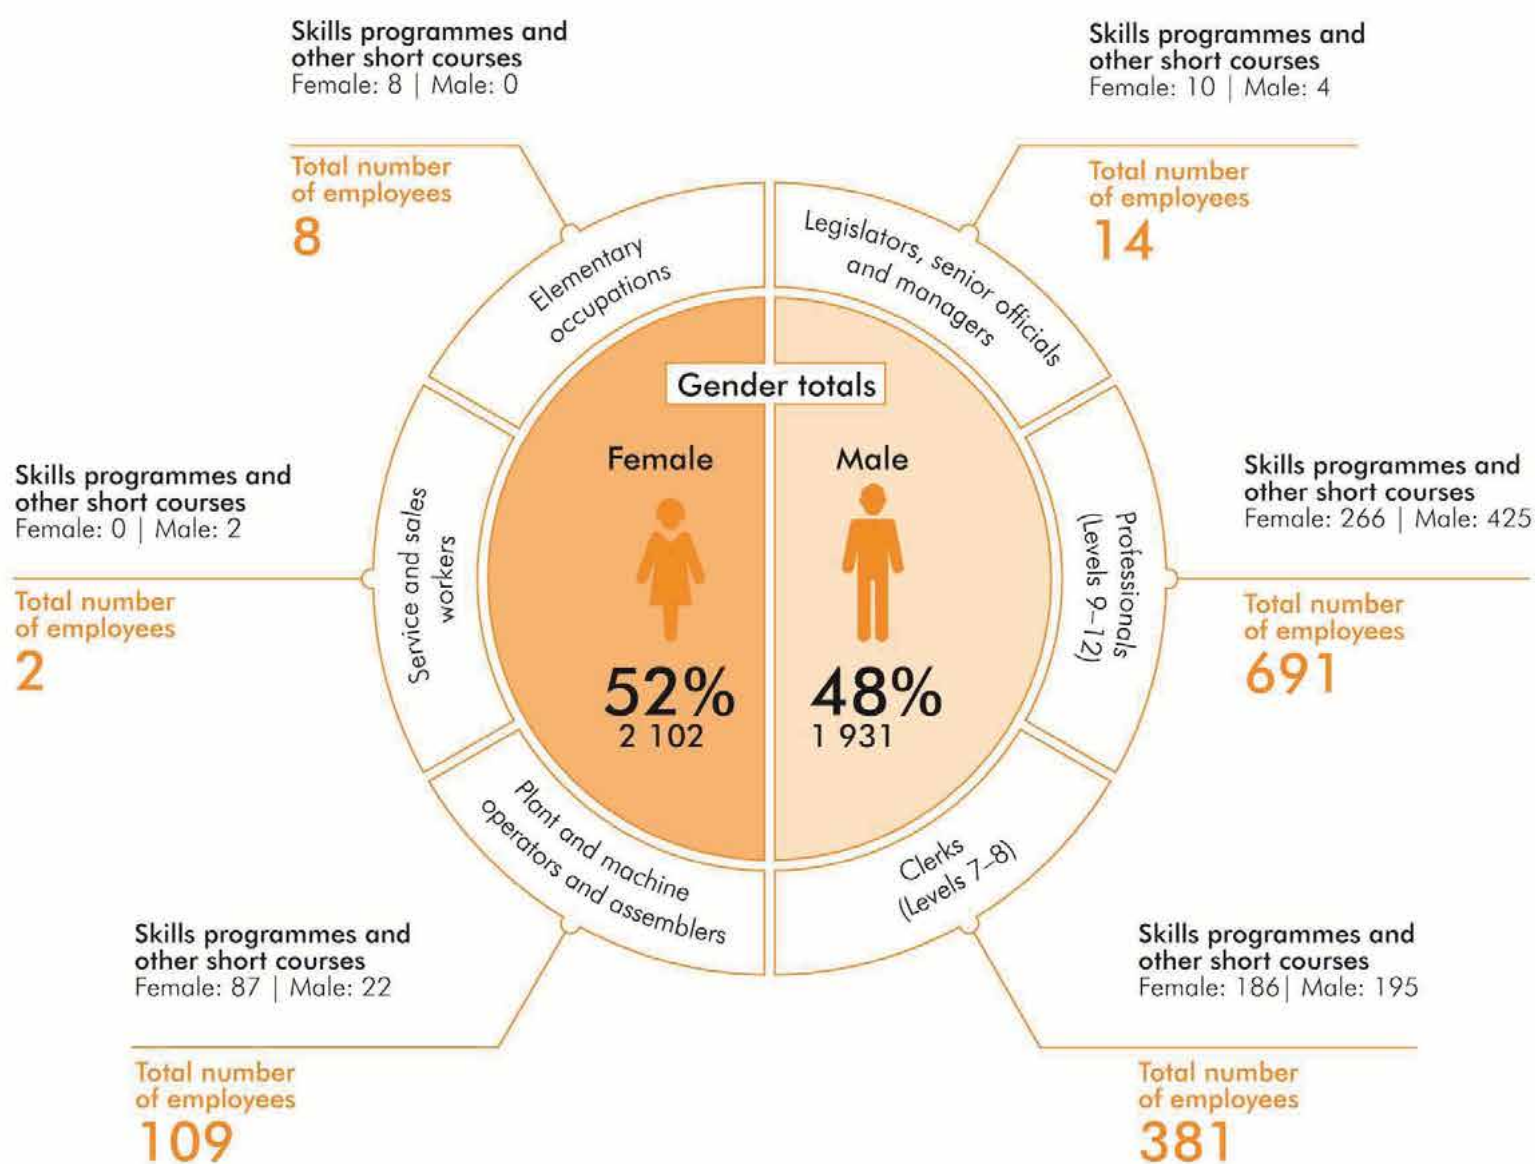 Skills programmes and
other short courses
Female: 8 | Male: 0
Total number
of employees
8
Skills programmes and
other short courses
Female: 10 | Male: 4
Total number
of employees
14
Elementary
occupations
Legislators, senior officials
and managers
Gender totals
Female
52%
2 102
Male
48%
1 931
Skills programmes and
other short courses
Female: 0 | Male: 2
Total number
of employees
2
Service and sales
workers
Professionals
(Levels 9–12)
Skills programmes and
other short courses
Female: 266 | Male: 425
Total number
of employees
691
Plant and machine
operators and assemblers
Clerks
(Levels 7–8)
Skills programmes and
other short courses
Female: 87 | Male: 22
Total number
of employees
109
Skills programmes and
other short courses
Female: 186| Male: 195
Total number
of employees
381